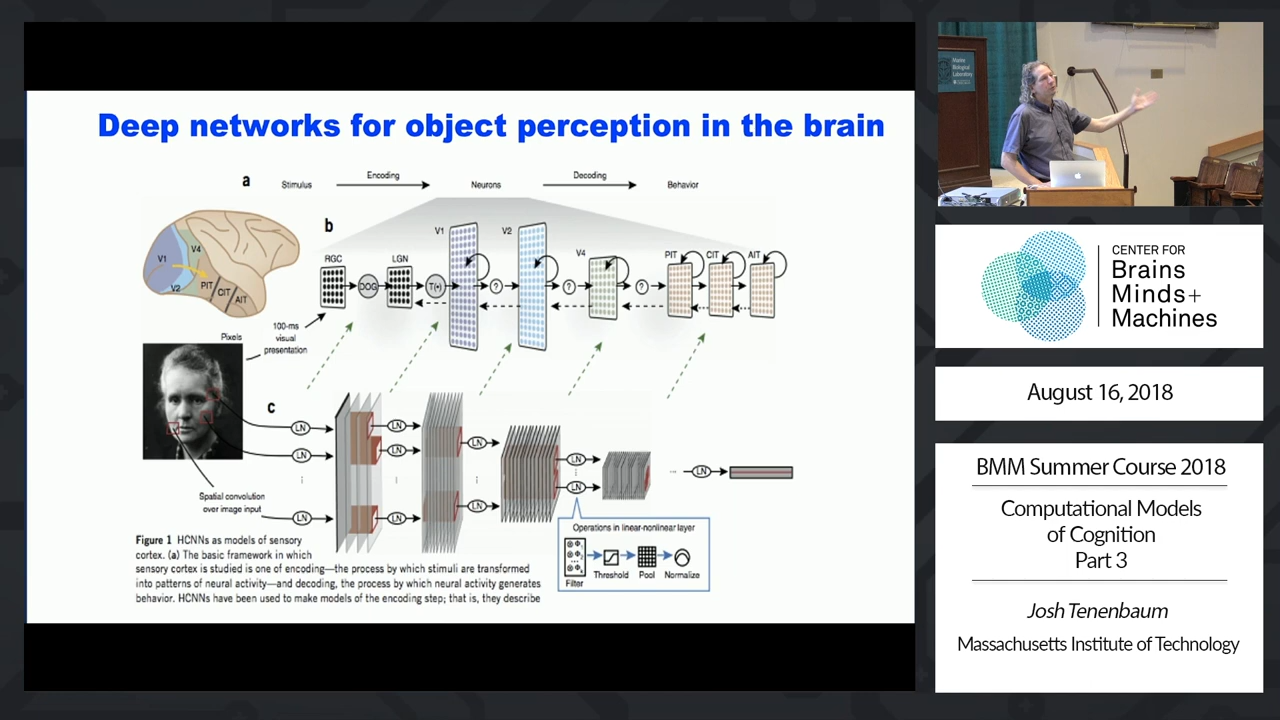 Deep networks for object perception in the brain
a
Stimulus
Encoding
Neurons
Decoding
Behavior
b
V1
V4
V2
PIT
CIT
AIT
RGC
DOG
LGN
T(•)
V1
?
V2
?
V4
?
PIT
CIT
AIT
100-ms
visual
presentation
Pixels
c
LN
LN
LN
LN
LN
LN
LN
LN
LN
LN
...
LN
Spatial convolution
over image input
Operations in linear-nonlinear layer
Filter
Threshold
Pool
Normalize
Figure 1 HCNNs as models of sensory
cortex. (a) The basic framework in which
sensory cortex is studied is one of encoding—the process by which stimuli are transformed
into patterns of neural activity—and decoding, the process by which neural activity generates
behavior. HCNNs have been used to make models of the encoding step; that is, they describe
Marine
Biological
Laboratory
CENTER FOR
Brains
Minds+
Machines
August 16, 2018
BMM Summer Course 2018
Computational Models
of Cognition
Part 3
Josh Tenenbaum
Massachusetts Institute of Technology